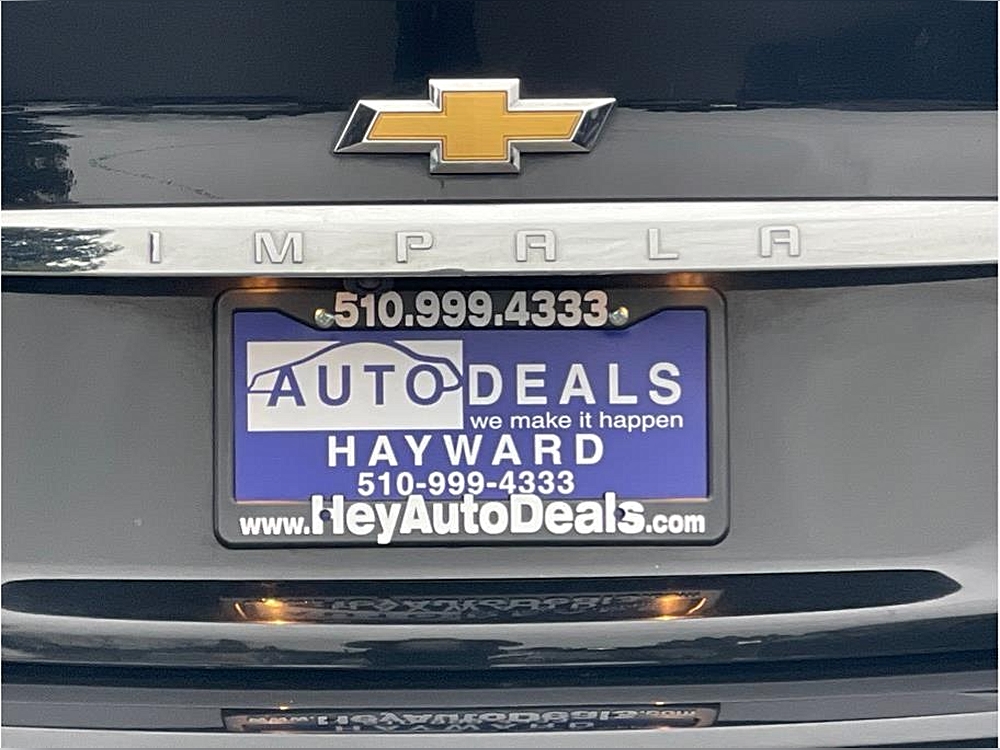 IMPALA
510.999.4333
AUTO DEALS
we make it happen
HAYWARD
510-999-4333
www.HeyAutoDeals.com